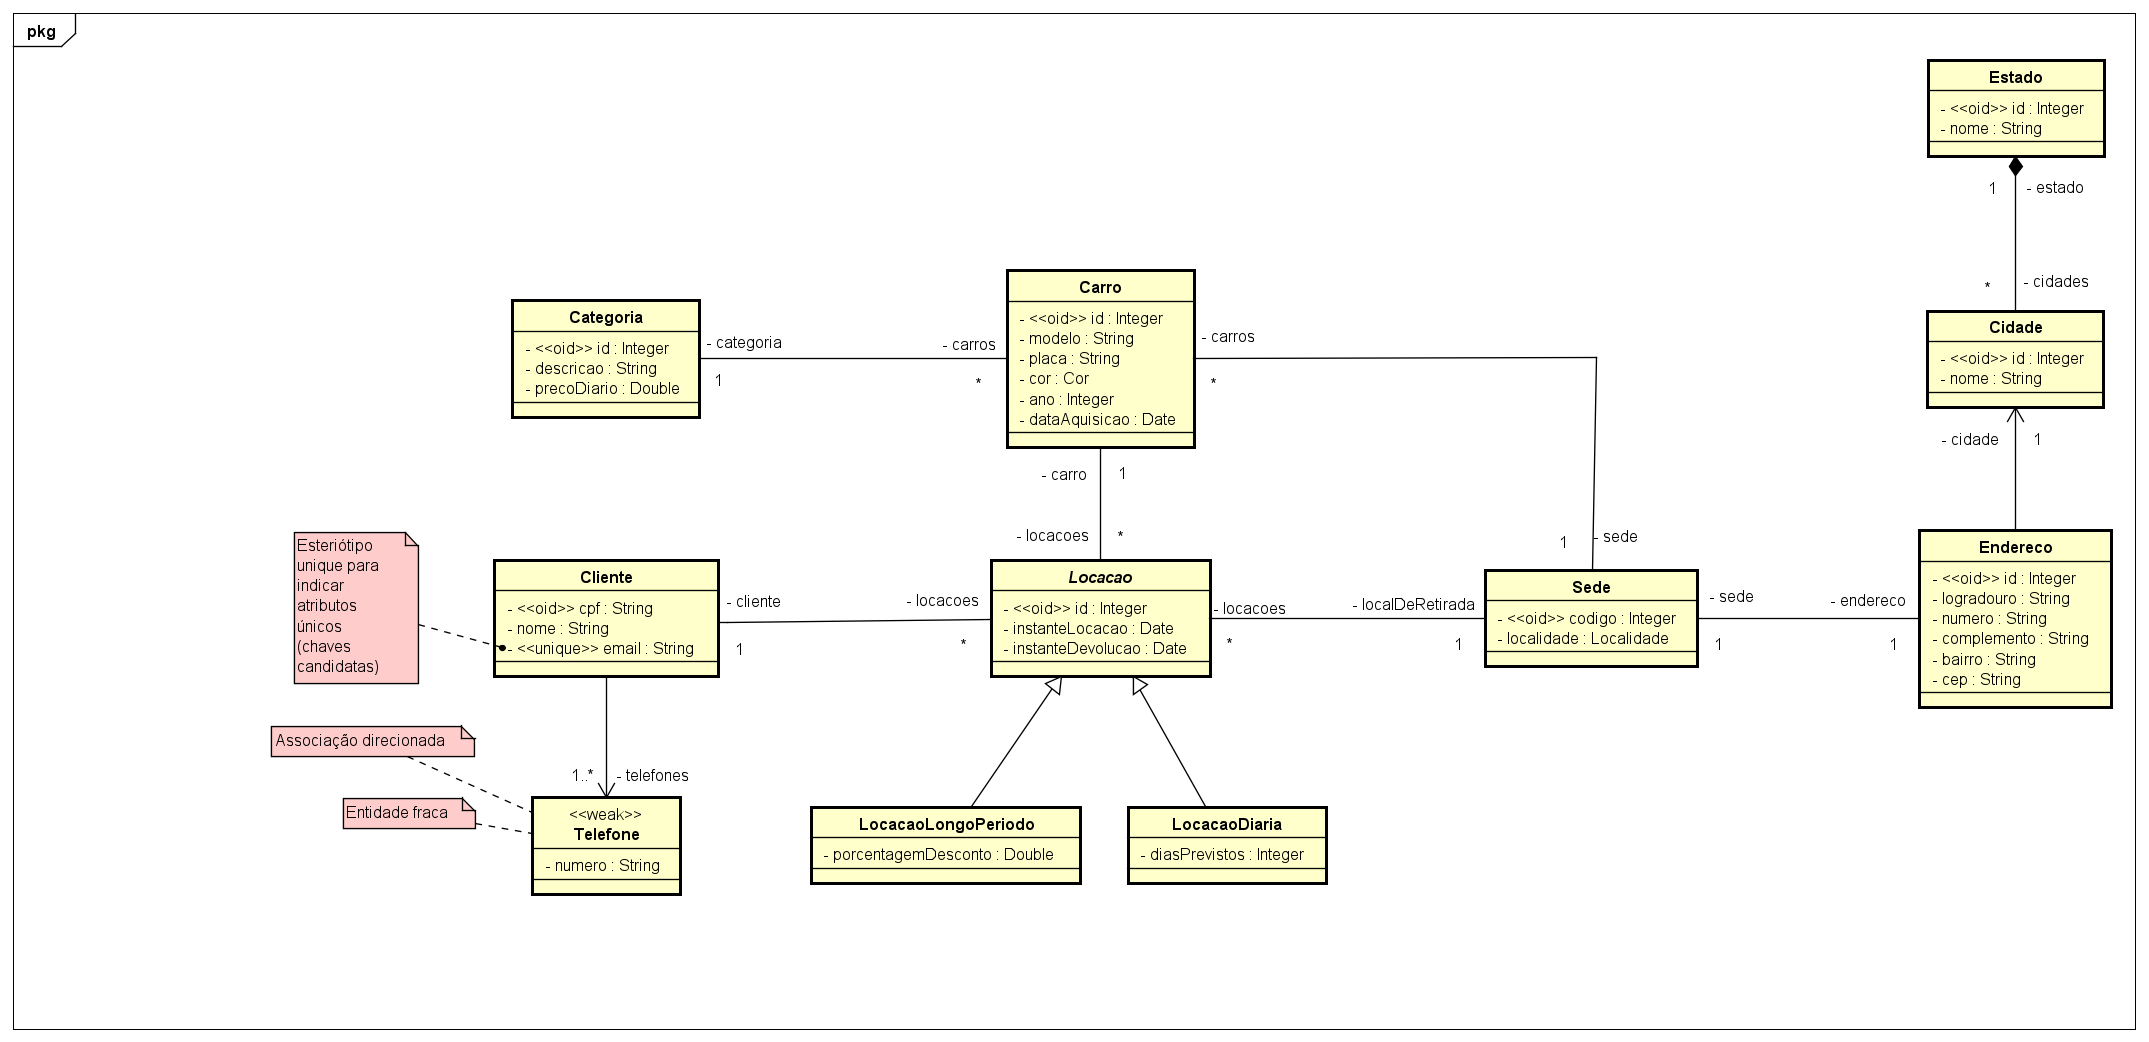 pkg
Estado
- <<oid>> id : Integer
- nome : String
1
- estado
*
- cidades
Cidade
- <<oid>> id : Integer
- nome : String
- cidade
1
Carro
- <<oid>> id : Integer
- modelo : String
- placa : String
- cor : Cor
- ano : Integer
- dataAquisicao : Date
Categoria
- <<oid>> id : Integer
- descricao : String
- precoDiario : Double
- categoria
1
- carros
*
- carros
*
- carro
1
- locacoes
*
1
- sede
Esteriótipo
unique para
indicar
atributos
únicos
(chaves
candidatas)
Cliente
- <<oid>> cpf : String
- nome : String
- <<unique>> email : String
- cliente
1
- locacoes
*
Locacao
- <<oid>> id : Integer
- instanteLocacao : Date
- instanteDevolucao : Date
- locacoes
*
- localDeRetirada
1
Sede
- <<oid>> codigo : Integer
- localidade : Localidade
- sede
1
- endereco
1
Endereco
- <<oid>> id : Integer
- logradouro : String
- numero : String
- complemento : String
- bairro : String
- cep : String
Associação direcionada
Entidade fraca
1..*
- telefones
<<weak>>
Telefone
- numero : String
LocacaoLongoPeriodo
- porcentagemDesconto : Double
LocacaoDiaria
- diasPrevistos : Integer